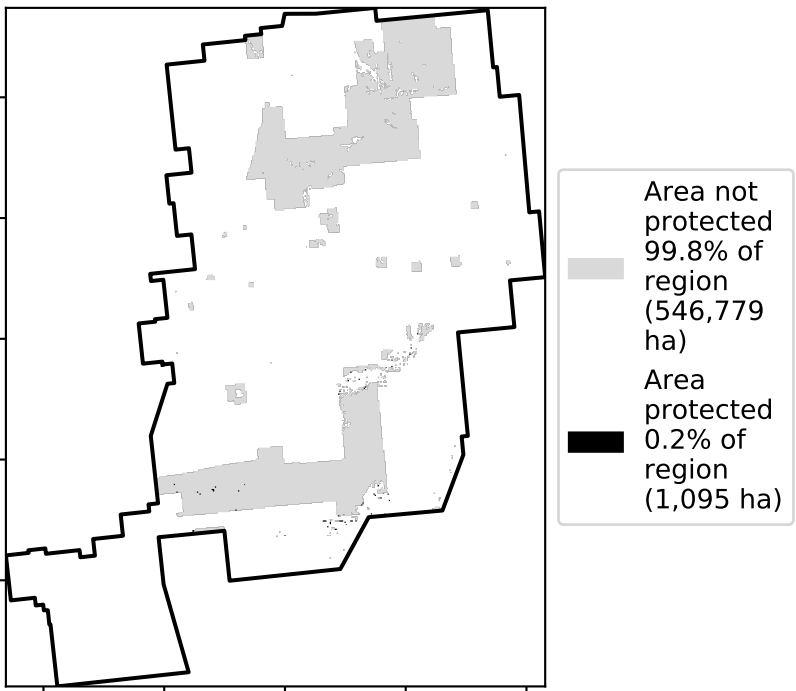 Area not
protected
99.8% of
region
(546,779
ha)
Area
protected
0.2% of
region
(1,095 ha)